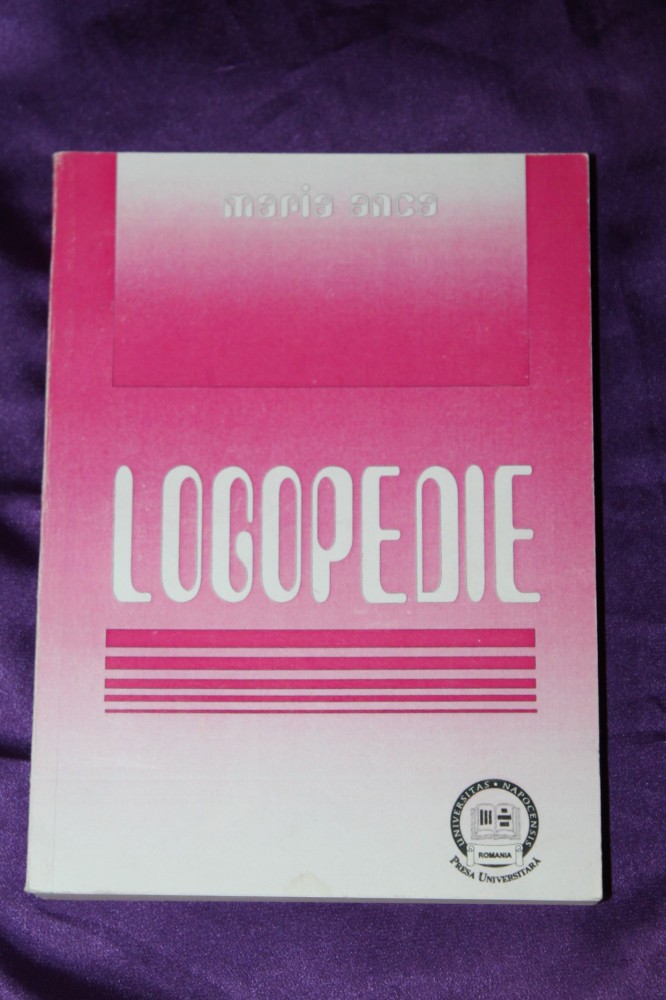 maria anca
LOGOPEDIE
UNIVERSITAS • NAPOCENSIS
ROMANIA
PRESA UNIVERSITARĂ